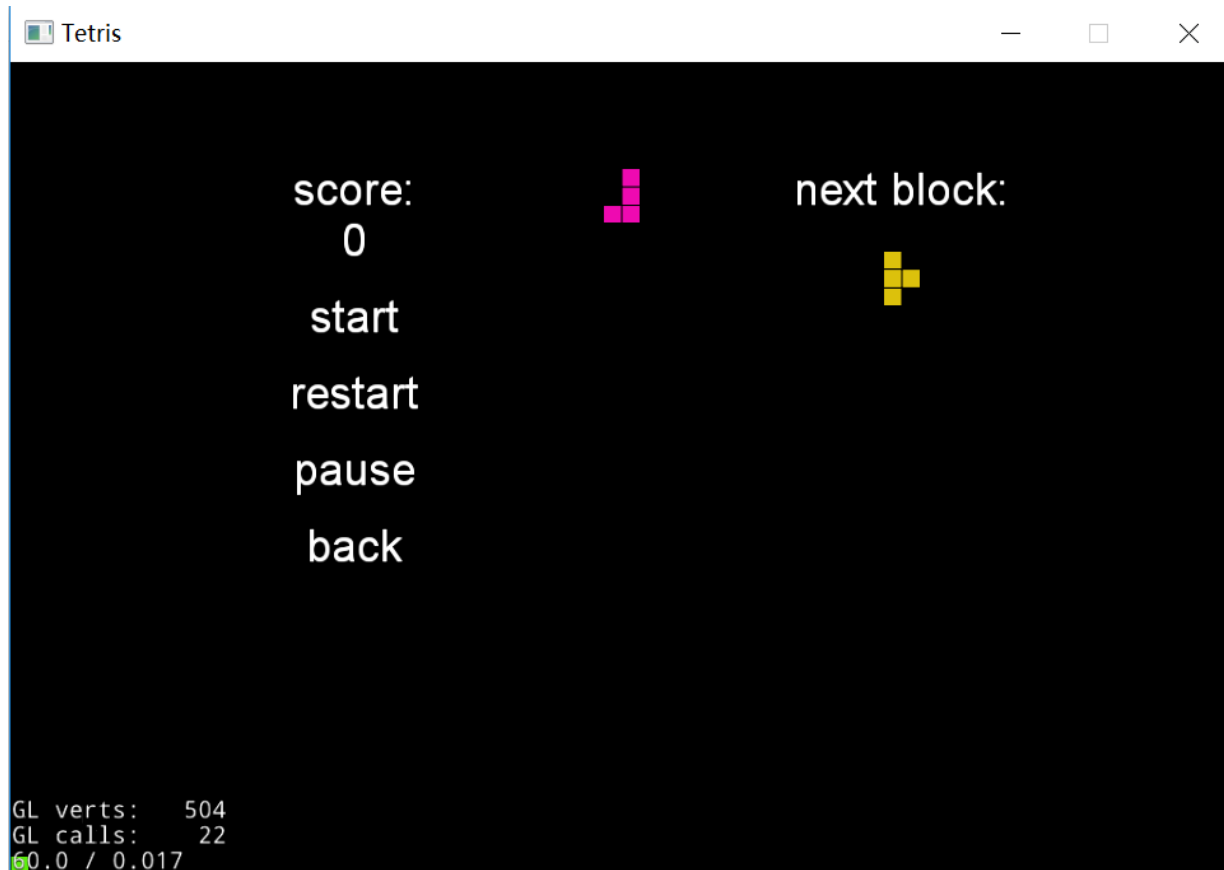 Tetris
score:
0
start
restart
pause
back
next block:
GL verts: 504
GL calls: 22
60.0 / 0.017